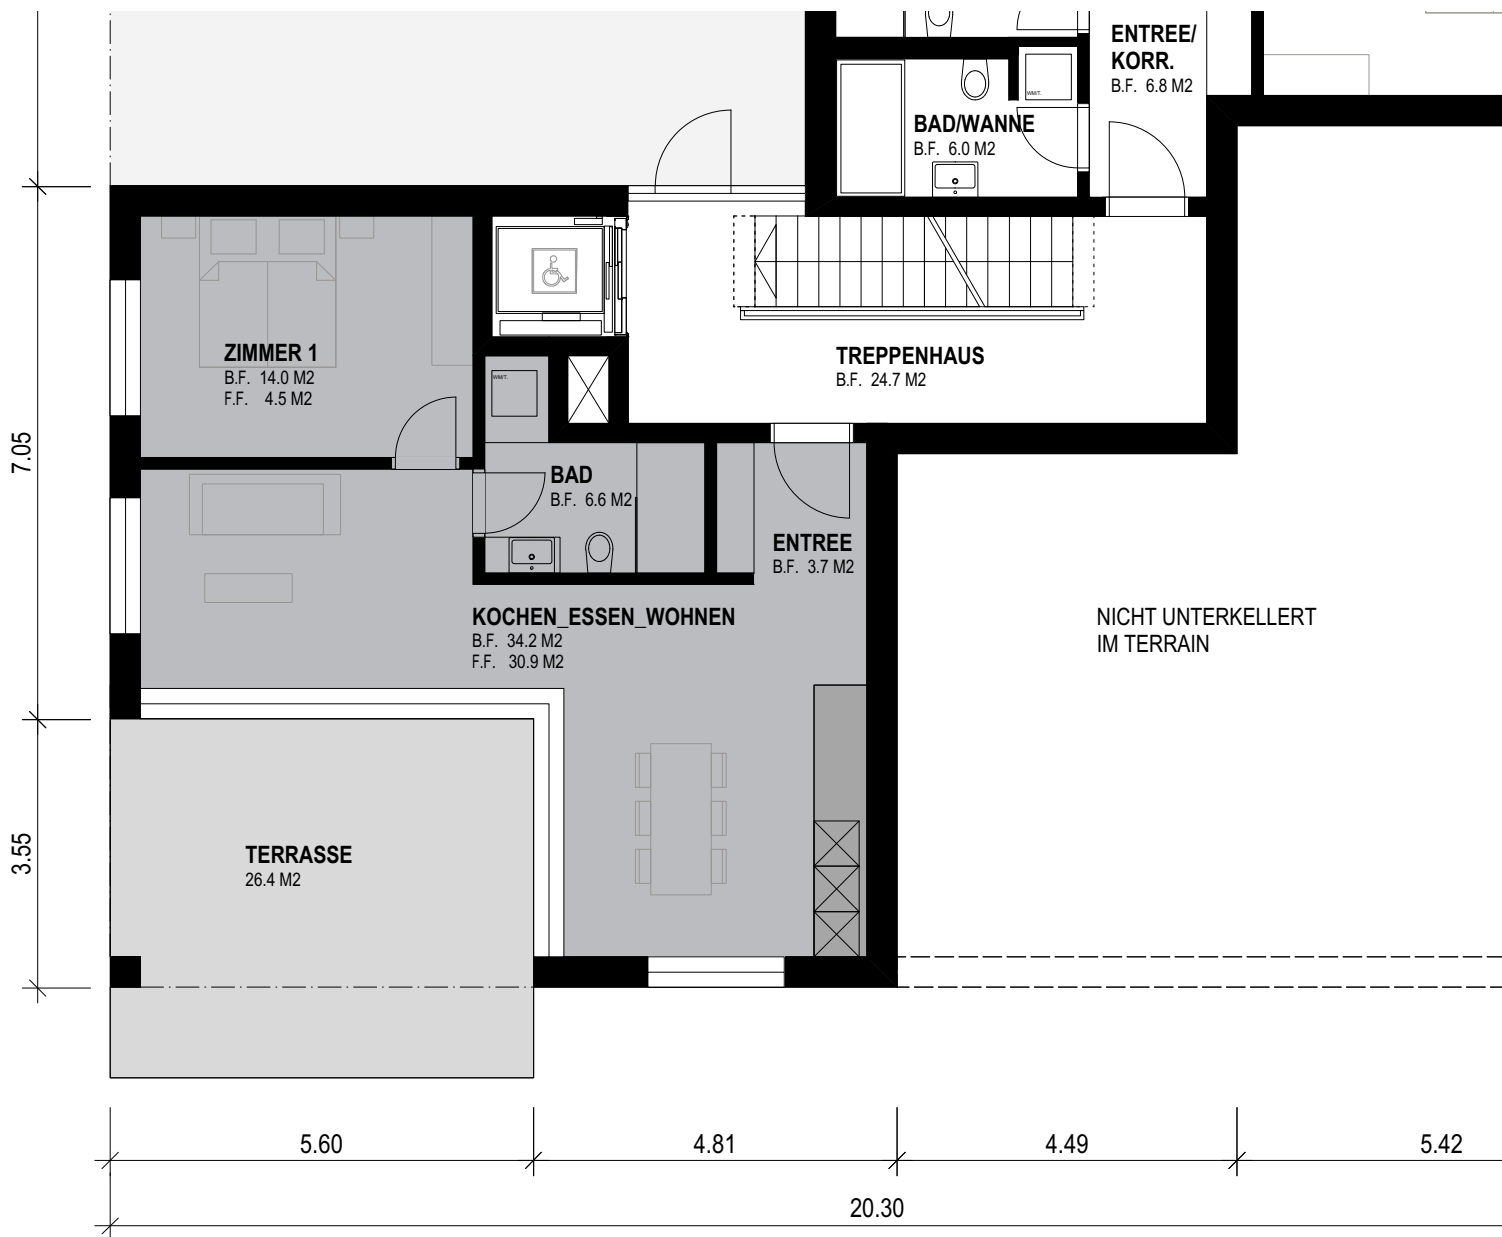 ENTREE/
KORR.
B.F. 6.8 M2
WM/T.
BAD/WANNE
B.F. 6.0 M2
ZIMMER 1
B.F. 14.0 M2
F.F. 4.5 M2
TREPPENHAUS
B.F. 24.7 M2
WM/T.
7.05
BAD
B.F. 6.6 M2
ENTREE
B.F. 3.7 M2
KOCHEN_ESSEN_WOHNEN
B.F. 34.2 M2
F.F. 30.9 M2
NICHT UNTERKELLERT
IM TERRAIN
3.55
TERRASSE
26.4 M2
5.60
4.81
4.49
5.42
20.30